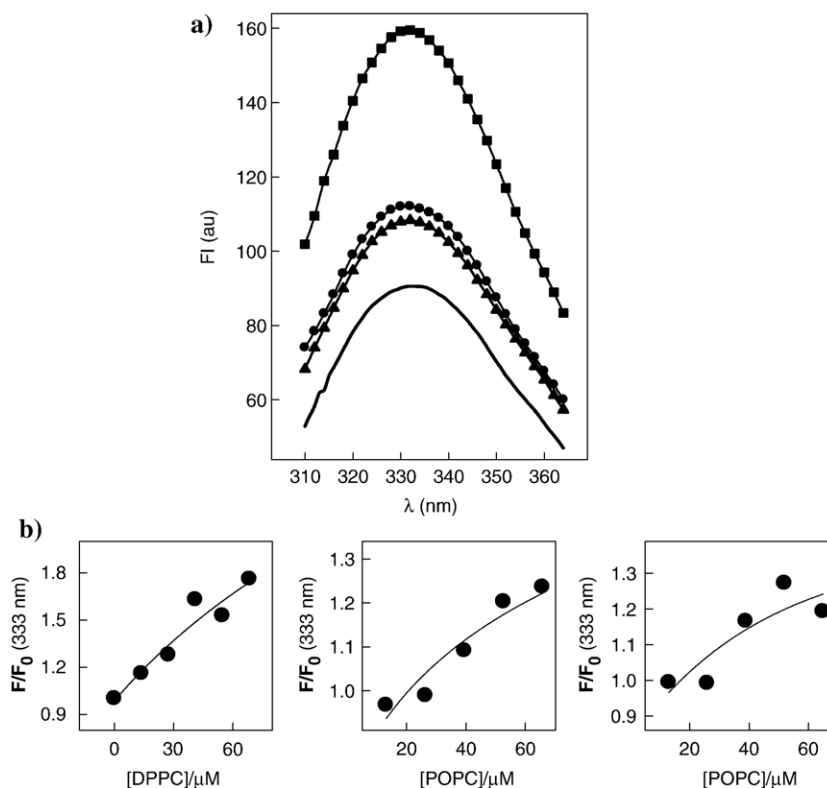 a)
160
140
120
100
80
60
FI (au)
310 320 330 340 350 360
λ (nm)
b)
1.8
1.5
1.2
0.9
F/F0 (333 nm)
0 30 60
[DPPC]/μM
1.3
1.2
1.1
1.0
F/F0 (333 nm)
20 40 60
[POPC]/μM
1.3
1.2
1.1
1.0
0.9
F/F0 (333 nm)
20 40 60
[POPC]/μM